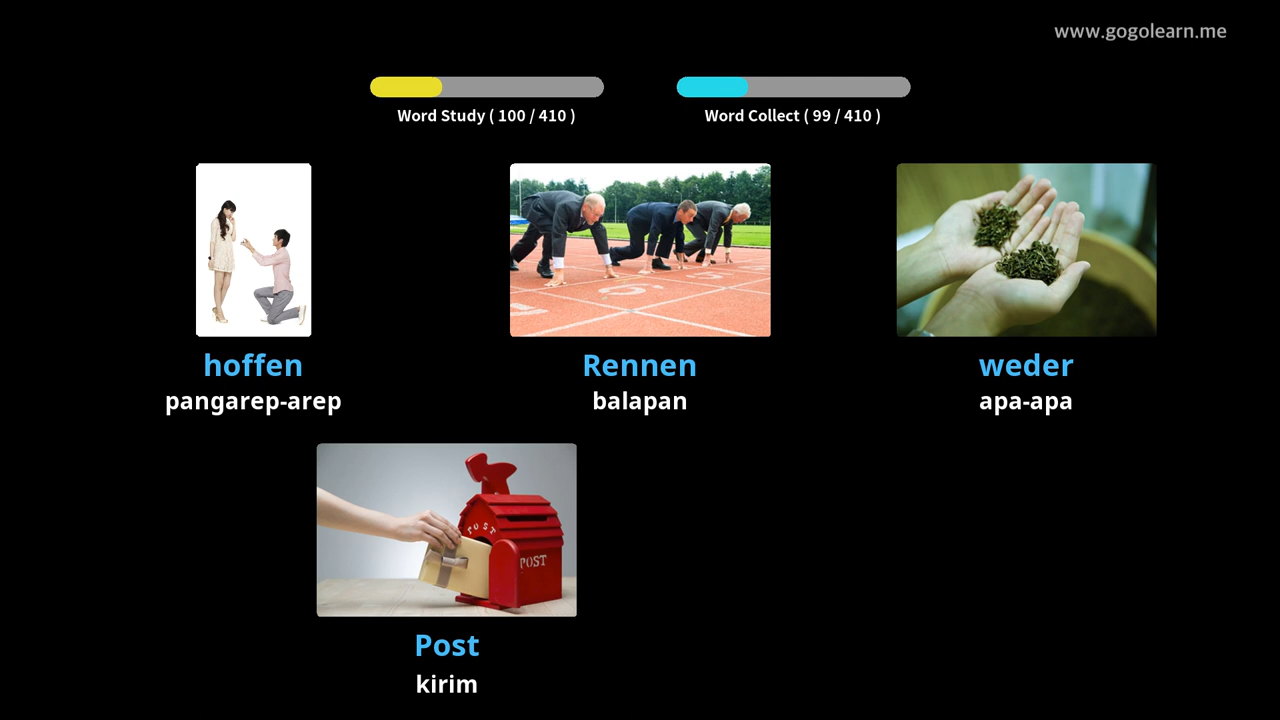 www.gogolearn.me
Word Study ( 100 / 410 )
Word Collect ( 99 / 410 )
hoffen
pangarep-arep
Rennen
balapan
weder
apa-apa
POST
POST
Post
kirim